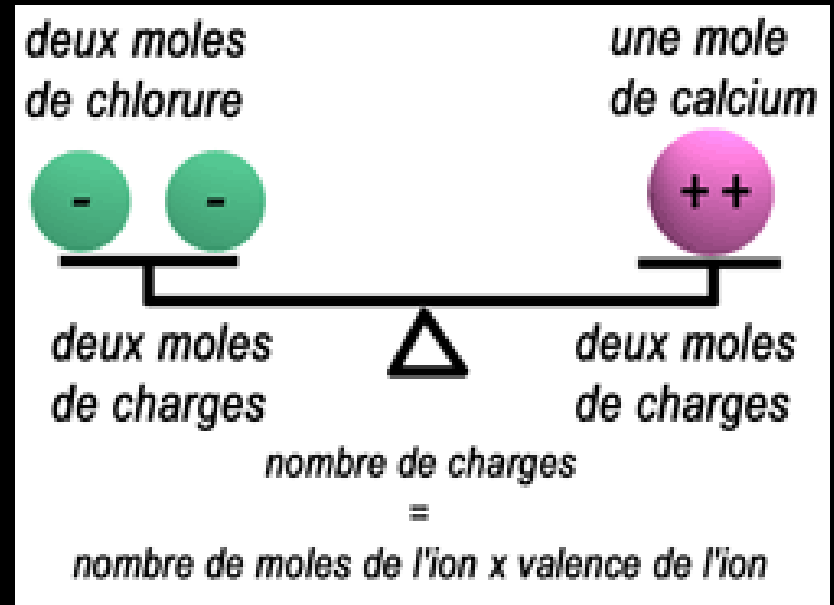 deux moles
de chlorure
une mole
de calcium
- -
++
deux moles
de charges
deux moles
de charges
nombre de charges
=
nombre de moles de l'ion x valence de l'ion